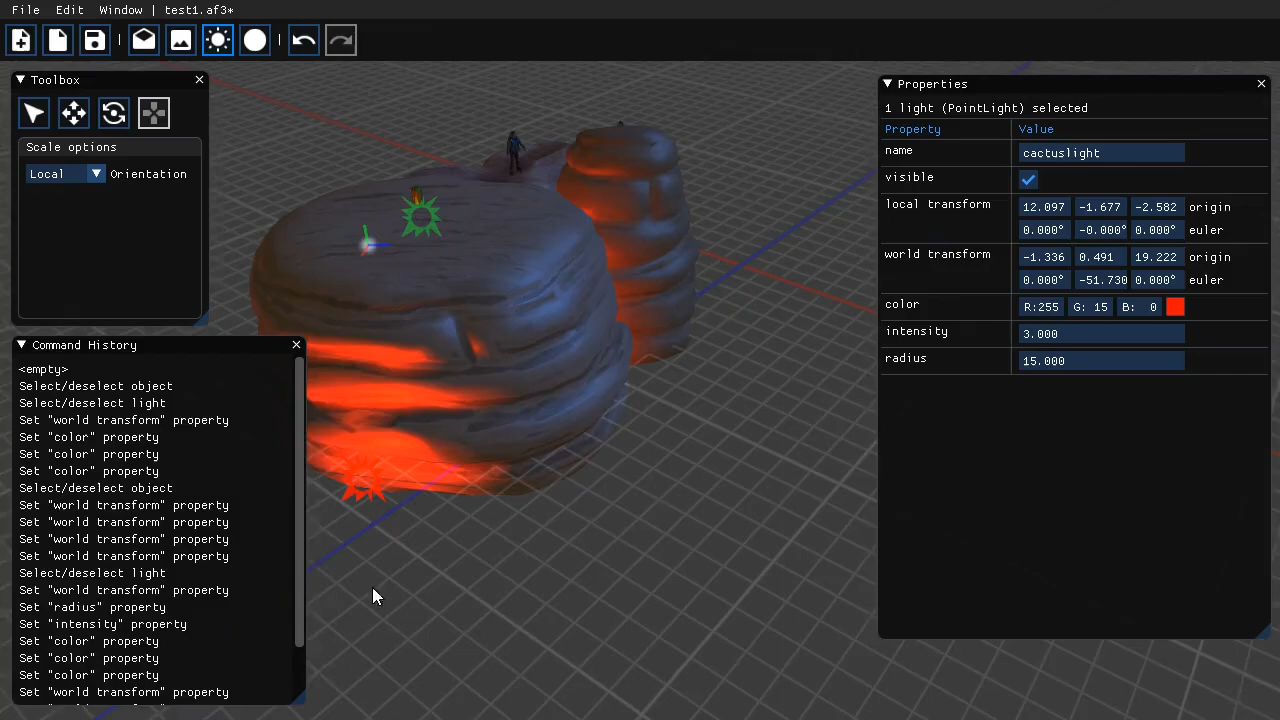 File Edit Window | test1.af3*
Toolbox
Scale options
Local Orientation
Command History
<empty>
Select/deselect object
Select/deselect light
Set "world transform" property
Set "color" property
Set "color" property
Set "color" property
Select/deselect object
Set "world transform" property
Set "world transform" property
Set "world transform" property
Set "world transform" property
Select/deselect light
Set "world transform" property
Set "radius" property
Set "intensity" property
Set "color" property
Set "color" property
Set "color" property
Set "world transform" property
Properties
1 light (PointLight) selected
Property Value
name cactuslight
visible
local transform 12.097 -1.677 -2.582 origin
0.000° -0.000° 0.000° euler
world transform -1.336 0.491 19.222 origin
0.000° -51.730 0.000° euler
color R:255 G: 15 B: 0
intensity 3.000
radius 15.000